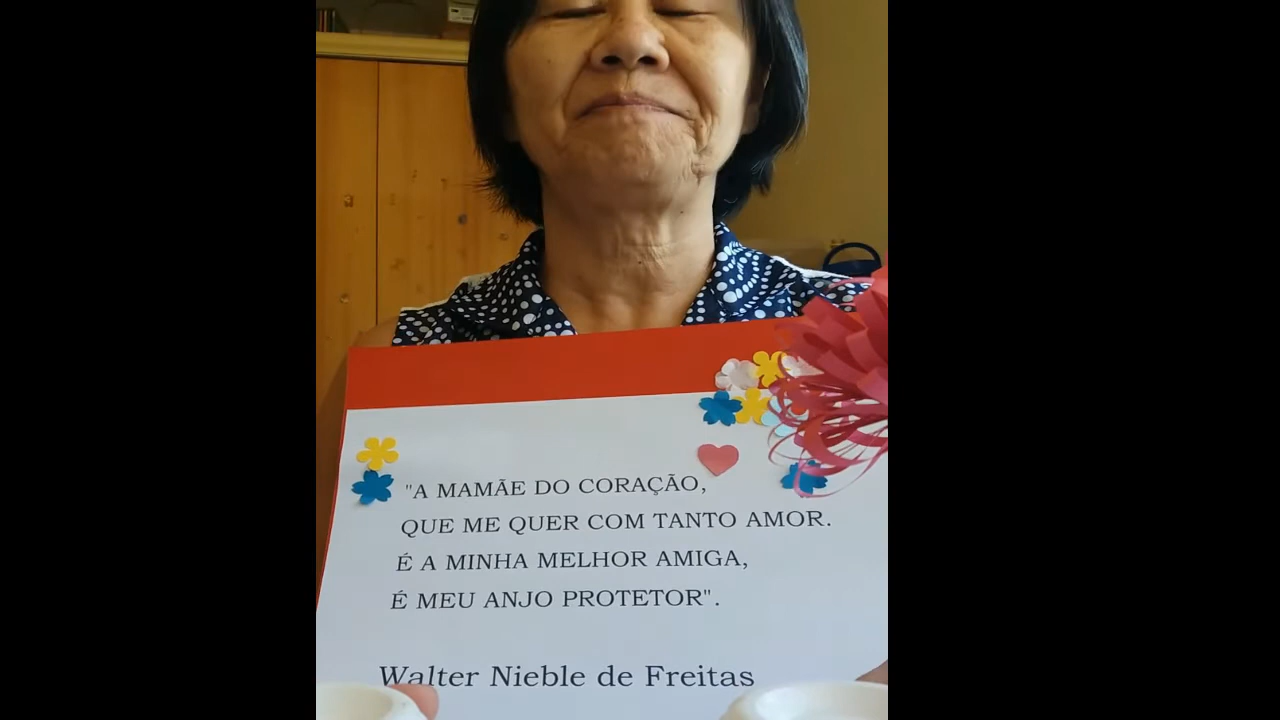 "A MAMÃE DO CORAÇÃO,
QUE ME QUER COM TANTO AMOR.
É A MINHA MELHOR AMIGA,
É MEU ANJO PROTETOR".
Walter Nieble de Freitas